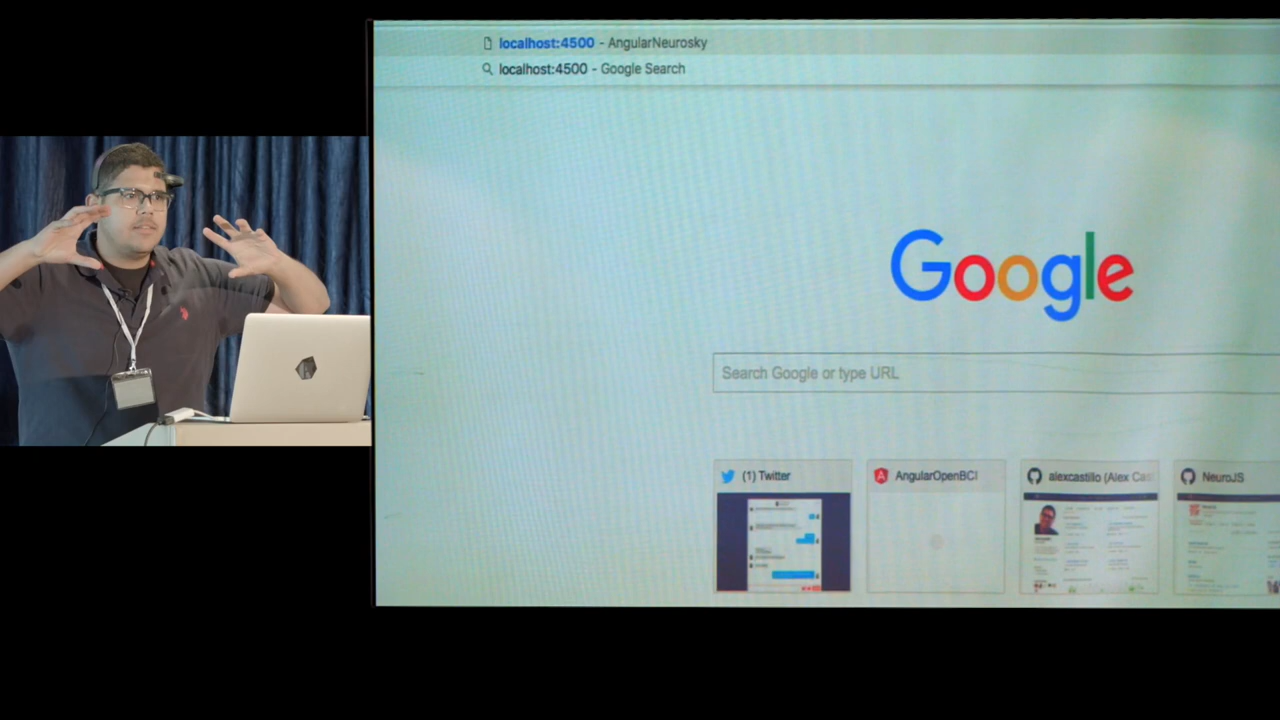 localhost:4500 - AngularNeurosky
localhost:4500 - Google Search
Google
Search Google or type URL
(1) Twitter
AngularOpenBCI
alexcastillo (Alex Cast
NeuroJS